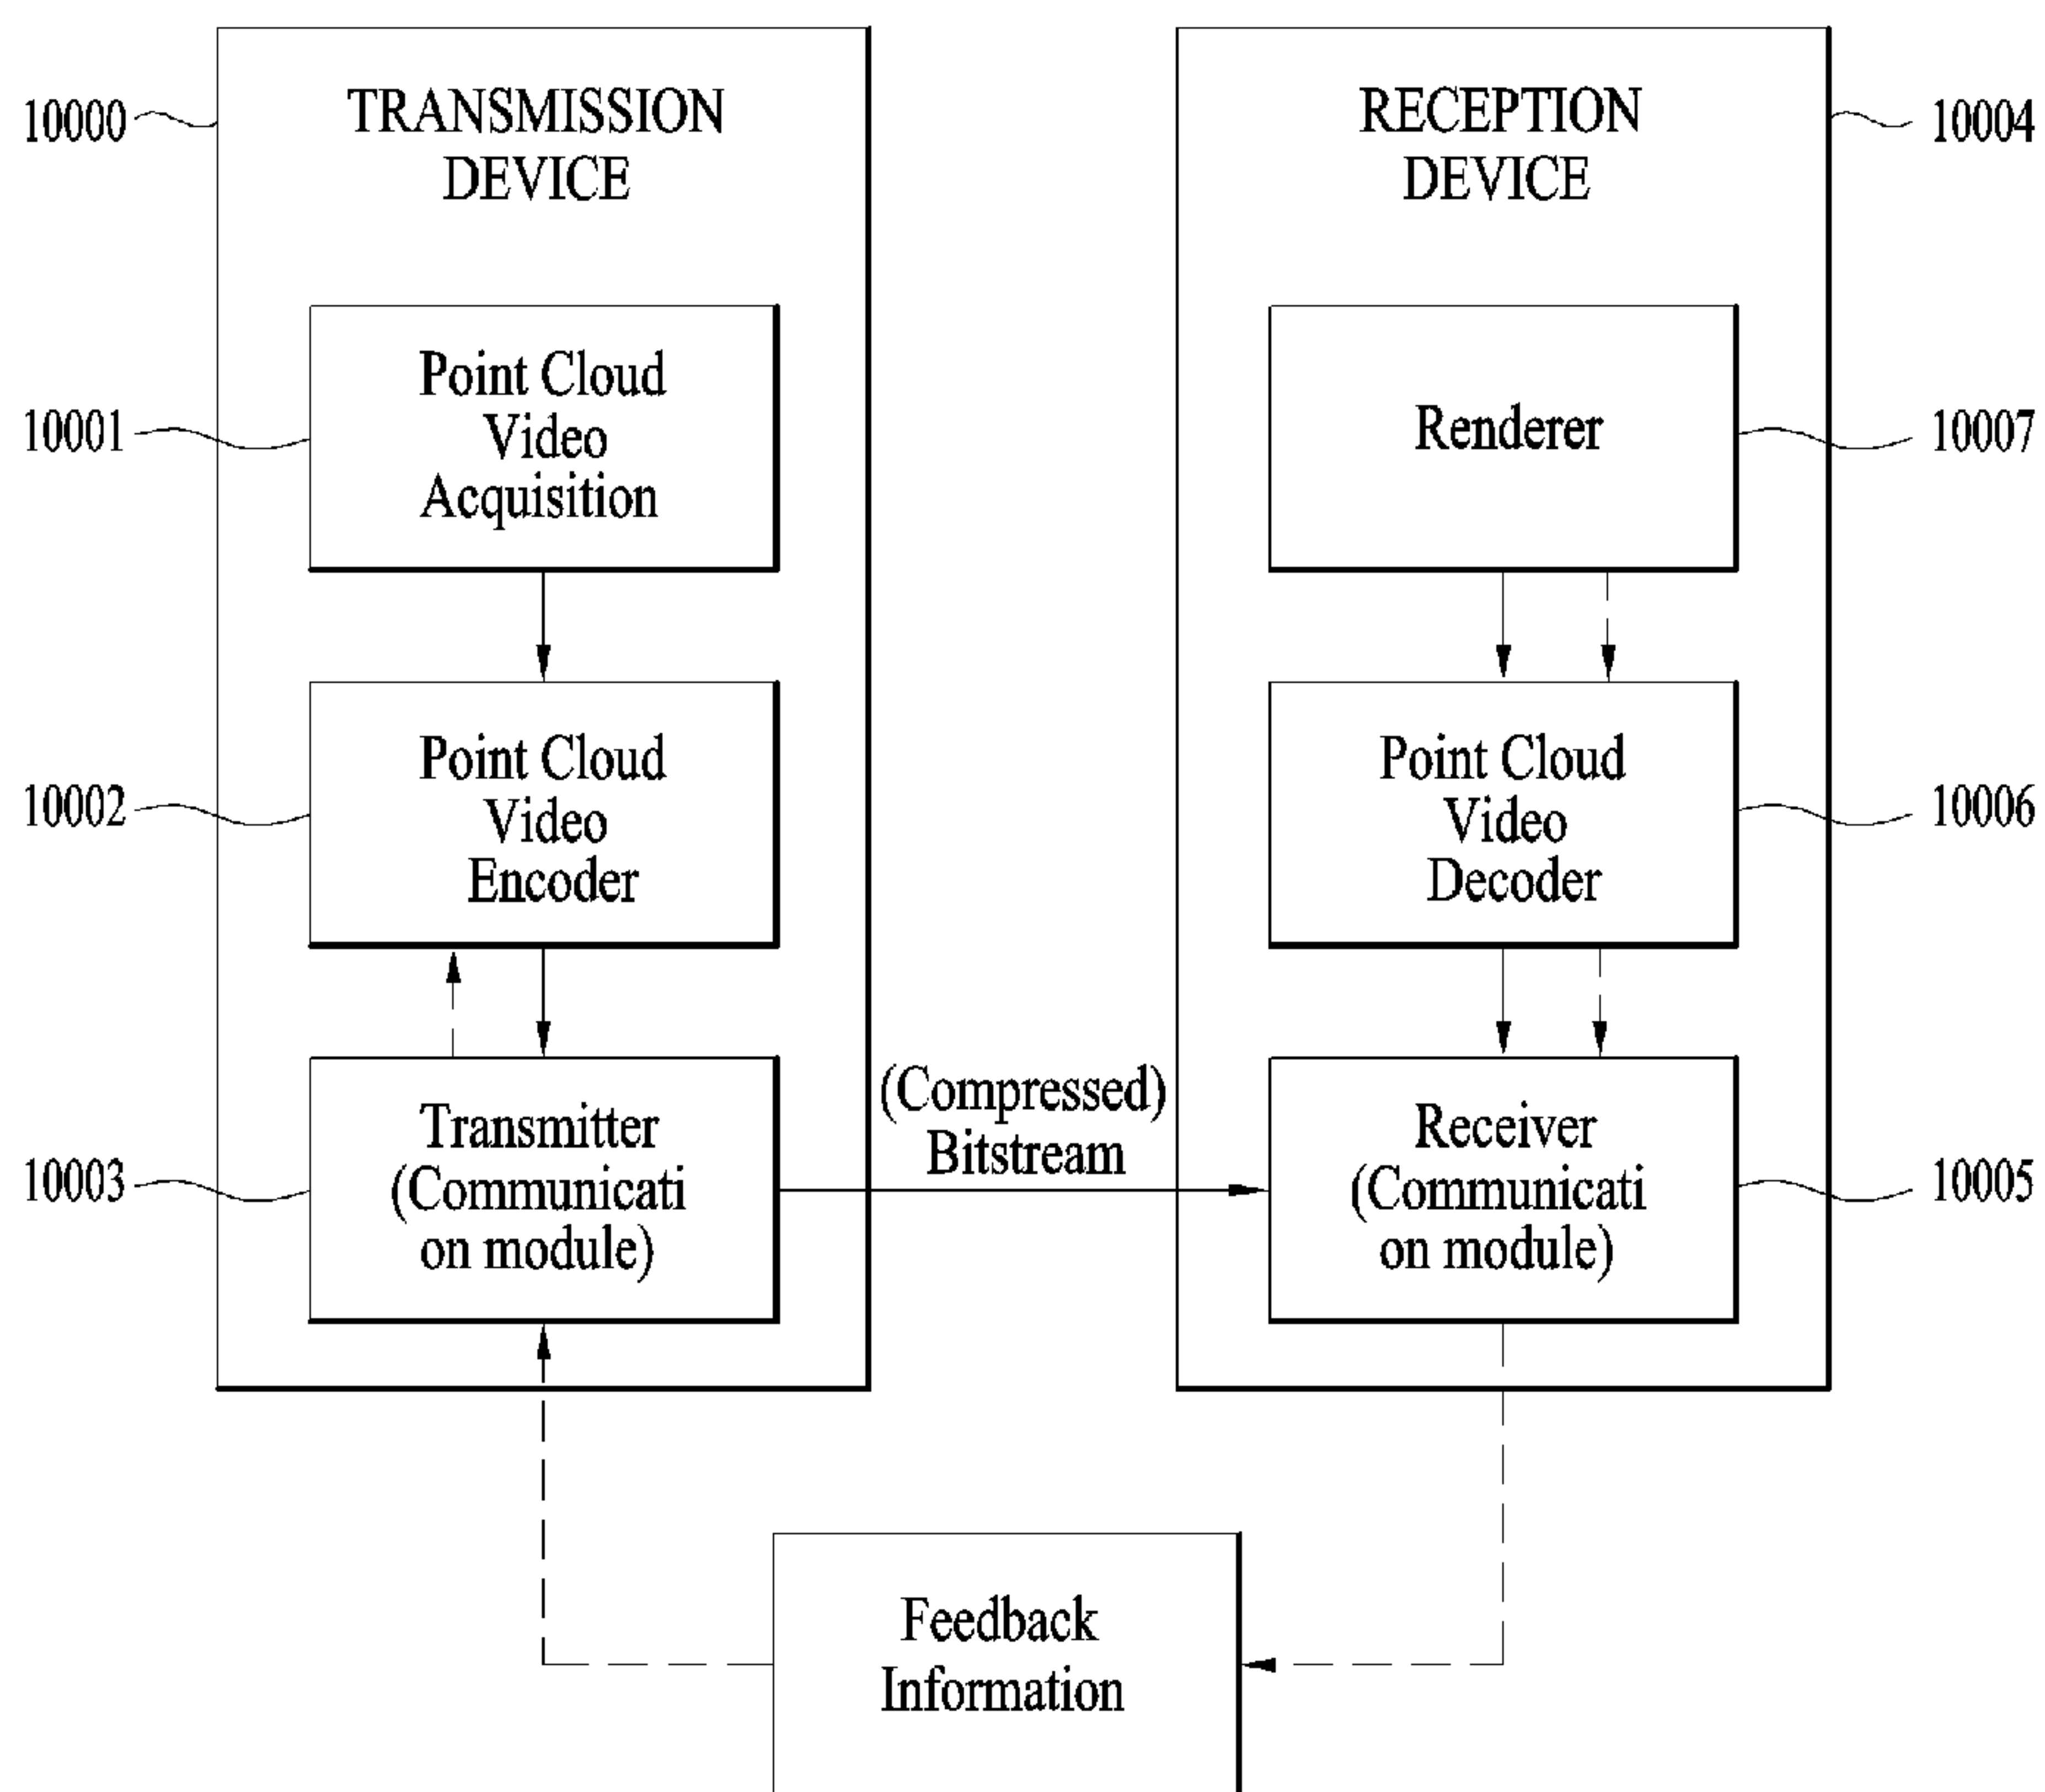 TRANSMISSION
DEVICE
10000
Point Cloud
Video
Acquisition
10001
Point Cloud
Video
Encoder
10002
Transmitter
(Communicati
on module)
10003
(Compressed)
Bitstream
RECEPTION
DEVICE
10004
Renderer
10007
Point Cloud
Video
Decoder
10006
Receiver
(Communicati
on module)
10005
Feedback
Information